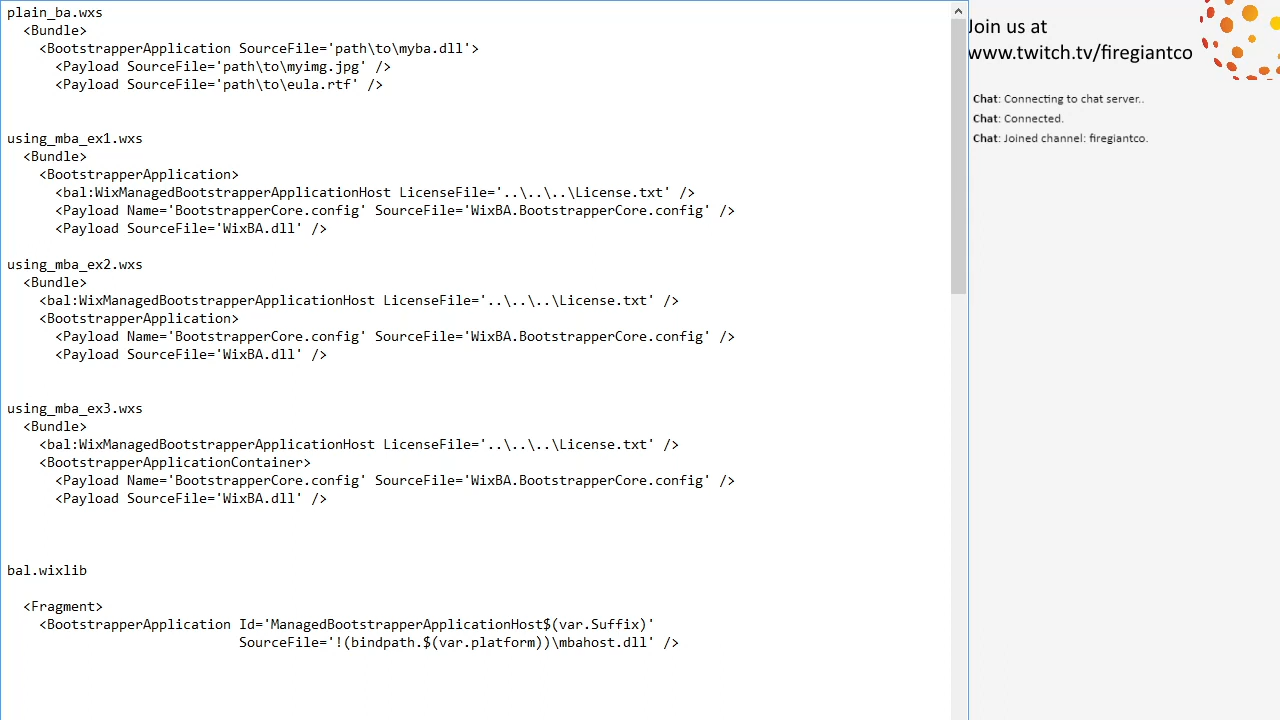 plain_ba.wxs
<Bundle>
<BootstrapperApplication SourceFile='path\to\myba.dll'>
<Payload SourceFile='path\to\myimg.jpg' />
<Payload SourceFile='path\to\eula.rtf' />
using_mba_ex1.wxs
<Bundle>
<BootstrapperApplication>
<bal:WixManagedBootstrapperApplicationHost LicenseFile='..\..\..\License.txt' />
<Payload Name='BootstrapperCore.config' SourceFile='WixBA.BootstrapperCore.config' />
<Payload SourceFile='WixBA.dll' />
using_mba_ex2.wxs
<Bundle>
<bal:WixManagedBootstrapperApplicationHost LicenseFile='..\..\..\License.txt' />
<BootstrapperApplication>
<Payload Name='BootstrapperCore.config' SourceFile='WixBA.BootstrapperCore.config' />
<Payload SourceFile='WixBA.dll' />
using_mba_ex3.wxs
<Bundle>
<bal:WixManagedBootstrapperApplicationHost LicenseFile='..\..\..\License.txt' />
<BootstrapperApplicationContainer>
<Payload Name='BootstrapperCore.config' SourceFile='WixBA.BootstrapperCore.config' />
<Payload SourceFile='WixBA.dll' />
bal.wixlib
<Fragment>
<BootstrapperApplication Id='ManagedBootstrapperApplicationHost$(var.Suffix)'
SourceFile='!(bindpath.$(var.platform))\mbahost.dll' />
Join us at
www.twitch.tv/firegiantco
Chat: Connecting to chat server..
Chat: Connected.
Chat: Joined channel: firegiantco.